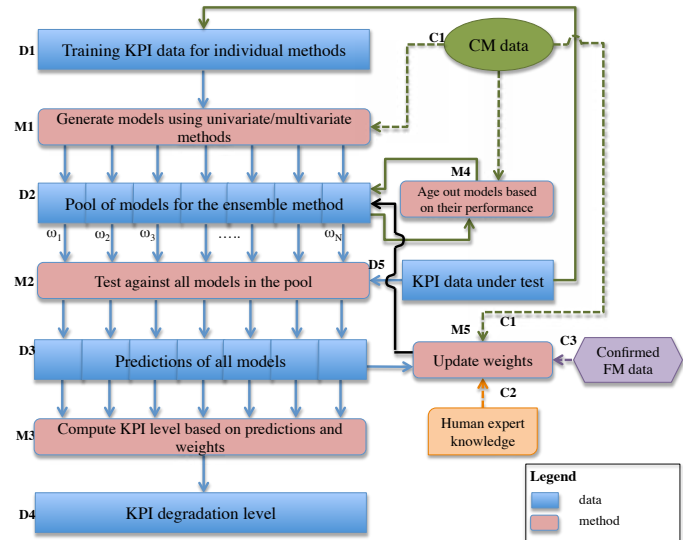 D1
Training KPI data for individual methods
C1
CM data
M1
Generate models using univariate/multivariate
methods
D2
Pool of models for the ensemble method
M4
Age out models based
on their performance
ω1 ω2 ω3 ..... ωN
M2
Test against all models in the pool
D5
KPI data under test
D3
Predictions of all models
M5
Update weights
C1
C3
Confirmed
FM data
C2
Human expert
knowledge
M3
Compute KPI level based on predictions and
weights
D4
KPI degradation level
Legend
data
method